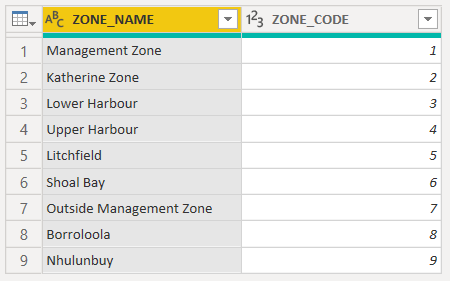 ABC ZONE_NAME 123 ZONE_CODE
1 Management Zone 1
2 Katherine Zone 2
3 Lower Harbour 3
4 Upper Harbour 4
5 Litchfield 5
6 Shoal Bay 6
7 Outside Management Zone 7
8 Borroloola 8
9 Nhulunbuy 9